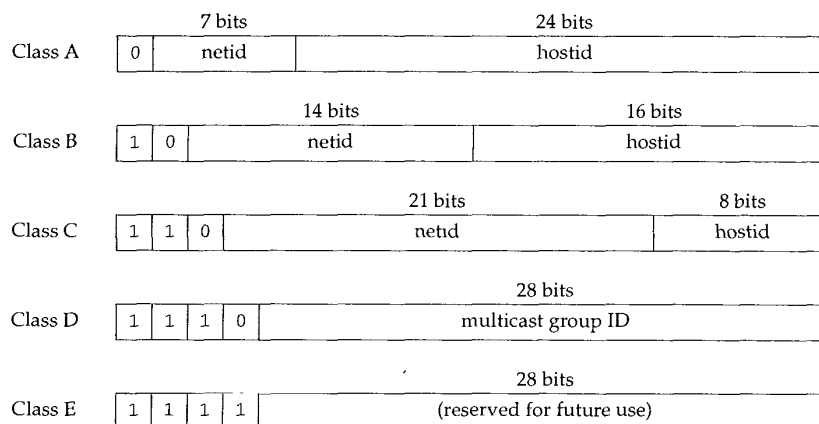 7 bits 24 bits
Class A 0 netid hostid
14 bits 16 bits
Class B 1 0 netid hostid
21 bits 8 bits
Class C 1 1 0 netid hostid
28 bits
Class D 1 1 1 0 multicast group ID
28 bits
Class E 1 1 1 1 (reserved for future use)